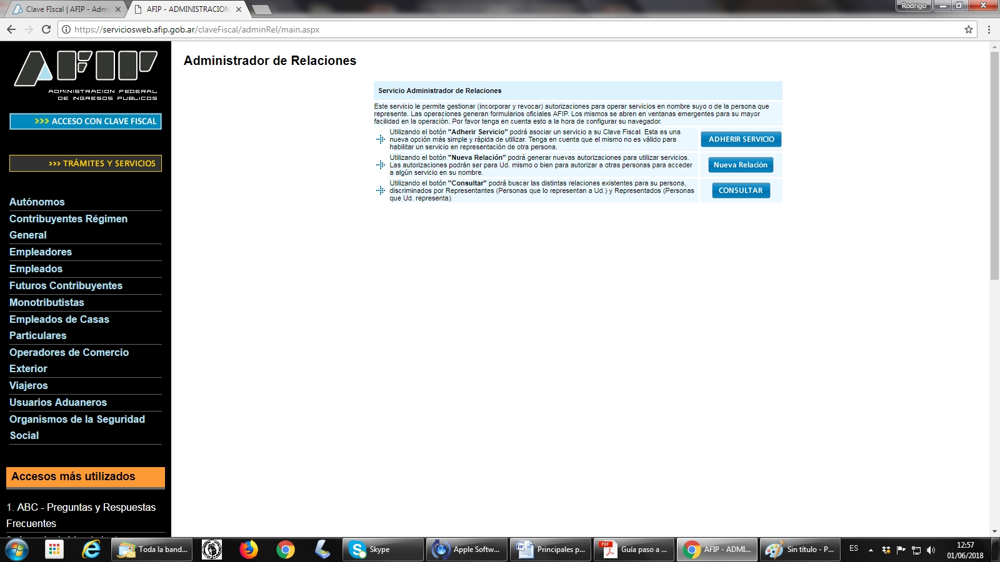 Clave FIscal | AFIP - Admi
AFIP - ADMINISTRACION
Rodrigo
https://serviciosweb.afip.gob.ar/claveFiscal/adminRel/main.aspx
AFIP
ADMINISTRACION FEDERAL
DE INGRESOS PUBLICOS
>>> ACCESO CON CLAVE FISCAL
>>> TRÁMITES Y SERVICIOS
Autónomos
Contribuyentes Régimen
General
Empleadores
Empleados
Futuros Contribuyentes
Monotributistas
Empleados de Casas
Particulares
Operadores de Comercio
Exterior
Viajeros
Usuarios Aduaneros
Organismos de la Seguridad
Social
Accesos más utilizados
1. ABC - Preguntas y Respuestas
Frecuentes
Administrador de Relaciones
Servicio Administrador de Relaciones
Este servicio le permite gestionar (incorporar y revocar) autorizaciones para operar servicios en nombre suyo o de la persona que
represente. Las operaciones generan formularios oficiales AFIP. Los mismos se abren en ventanas emergentes para su mayor
facilidad en la operación. Por favor tenga en cuenta esto a la hora de configurar su navegador.
Utilizando el botón "Adherir Servicio" podrá asociar un servicio a su Clave Fiscal. Esta es una
nueva opción más simple y rápida de utilizar. Tenga en cuenta que el mismo no es válido para
habilitar un servicio en representación de otra persona.
ADHERIR SERVICIO
Utilizando el botón "Nueva Relación" podrá generar nuevas autorizaciones para utilizar servicios.
Las autorizaciones podrán ser para Ud. mismo o bien para autorizar a otras personas para acceder
a algún servicio en su nombre.
Nueva Relación
Utilizando el botón "Consultar" podrá buscar las distintas relaciones existentes para su persona,
discriminados por Representantes (Personas que lo representan a Ud.) y Representados (Personas
que Ud. representa).
CONSULTAR
Toda la band...
Skype
Apple Softw...
Principales p...
PDF
Guía paso a ...
AFIP - ADMI...
Sin título - P...
ES
12:57
01/06/2018